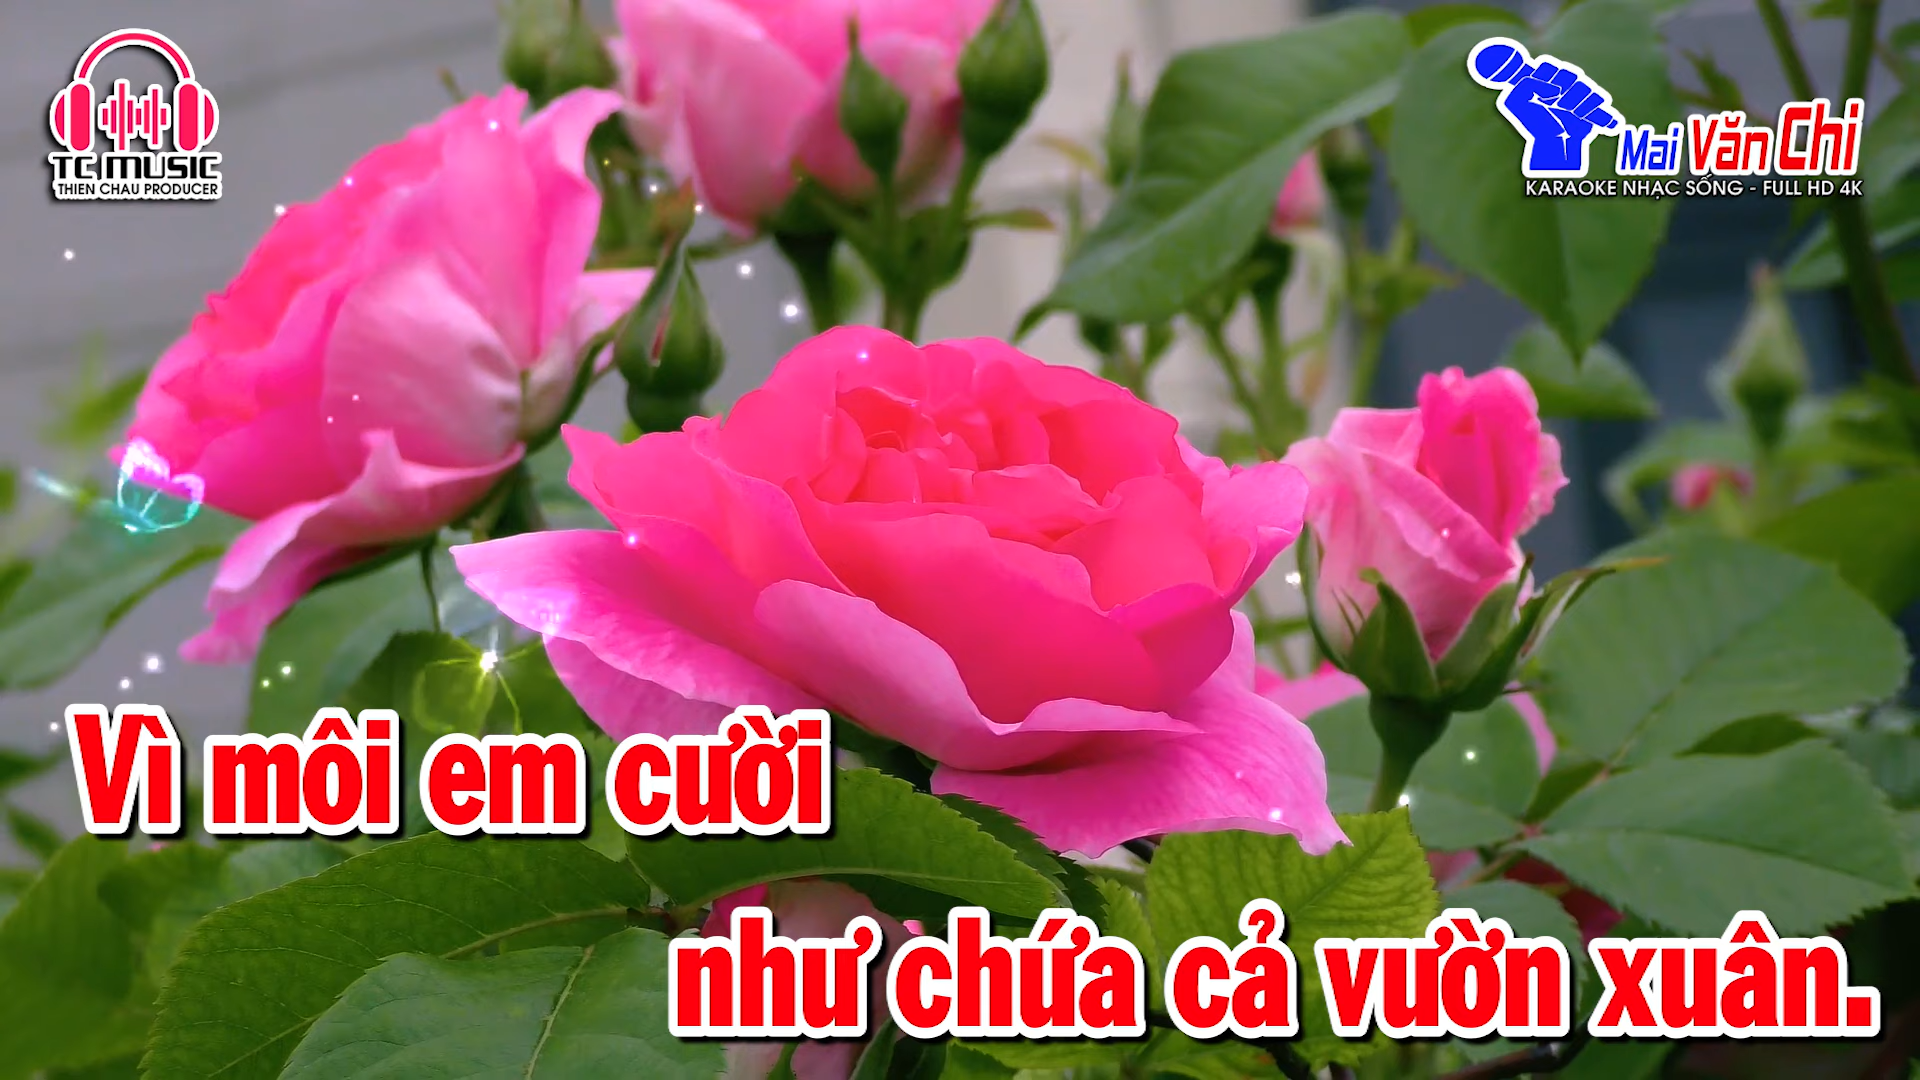 TC MUSIC
THIEN CHAU PRODUCER
Mai Văn Chi
KARAOKE NHẠC SỐNG - FULL HD 4K
Vì môi em cười
như chứa cả vườn xuân.